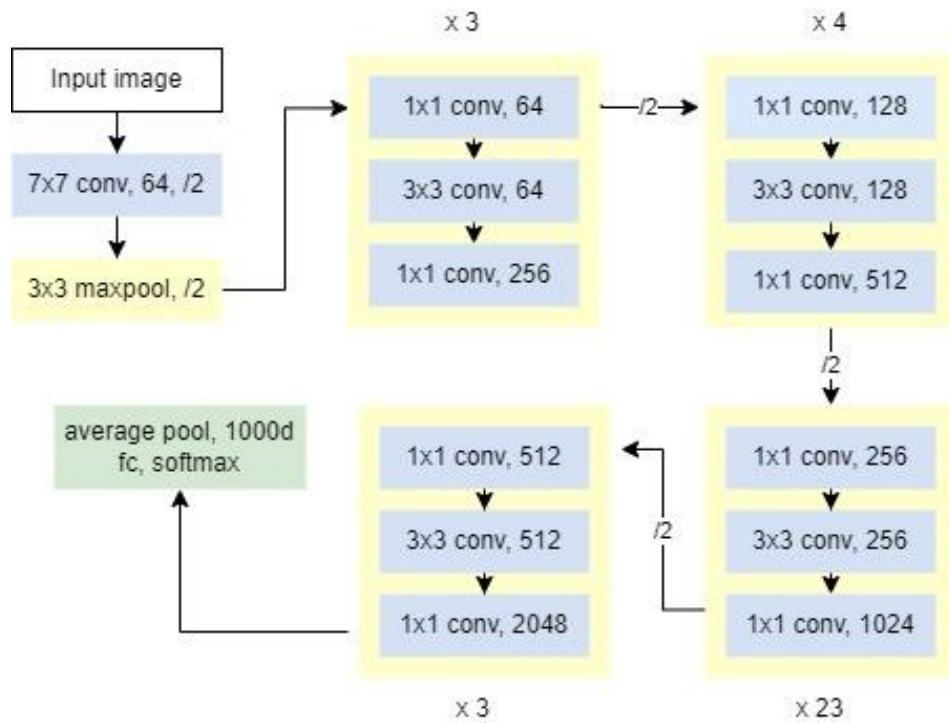 Input image
7x7 conv, 64, /2
3x3 maxpool, /2
x 3
1x1 conv, 64
3x3 conv, 64
1x1 conv, 256
/2
x 4
1x1 conv, 128
3x3 conv, 128
1x1 conv, 512
/2
1x1 conv, 256
3x3 conv, 256
1x1 conv, 1024
x 23
/2
1x1 conv, 512
3x3 conv, 512
1x1 conv, 2048
x 3
average pool, 1000d
fc, softmax